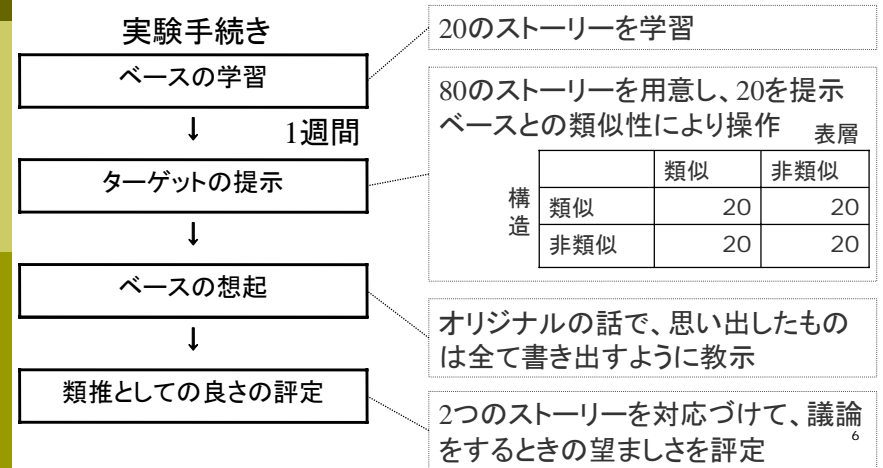 実験手続き
ベースの学習
↓ 1週間
ターゲットの提示
↓
ベースの想起
↓
類推としての良さの評定
20のストーリーを学習
80のストーリーを用意し、20を提示
ベースとの類似性により操作
表層
類似 非類似
構造
類似 20 20
非類似 20 20
オリジナルの話で、思い出したもの
は全て書き出すように教示
2つのストーリーを対応づけて、議論
をするときの望ましさを評定
6